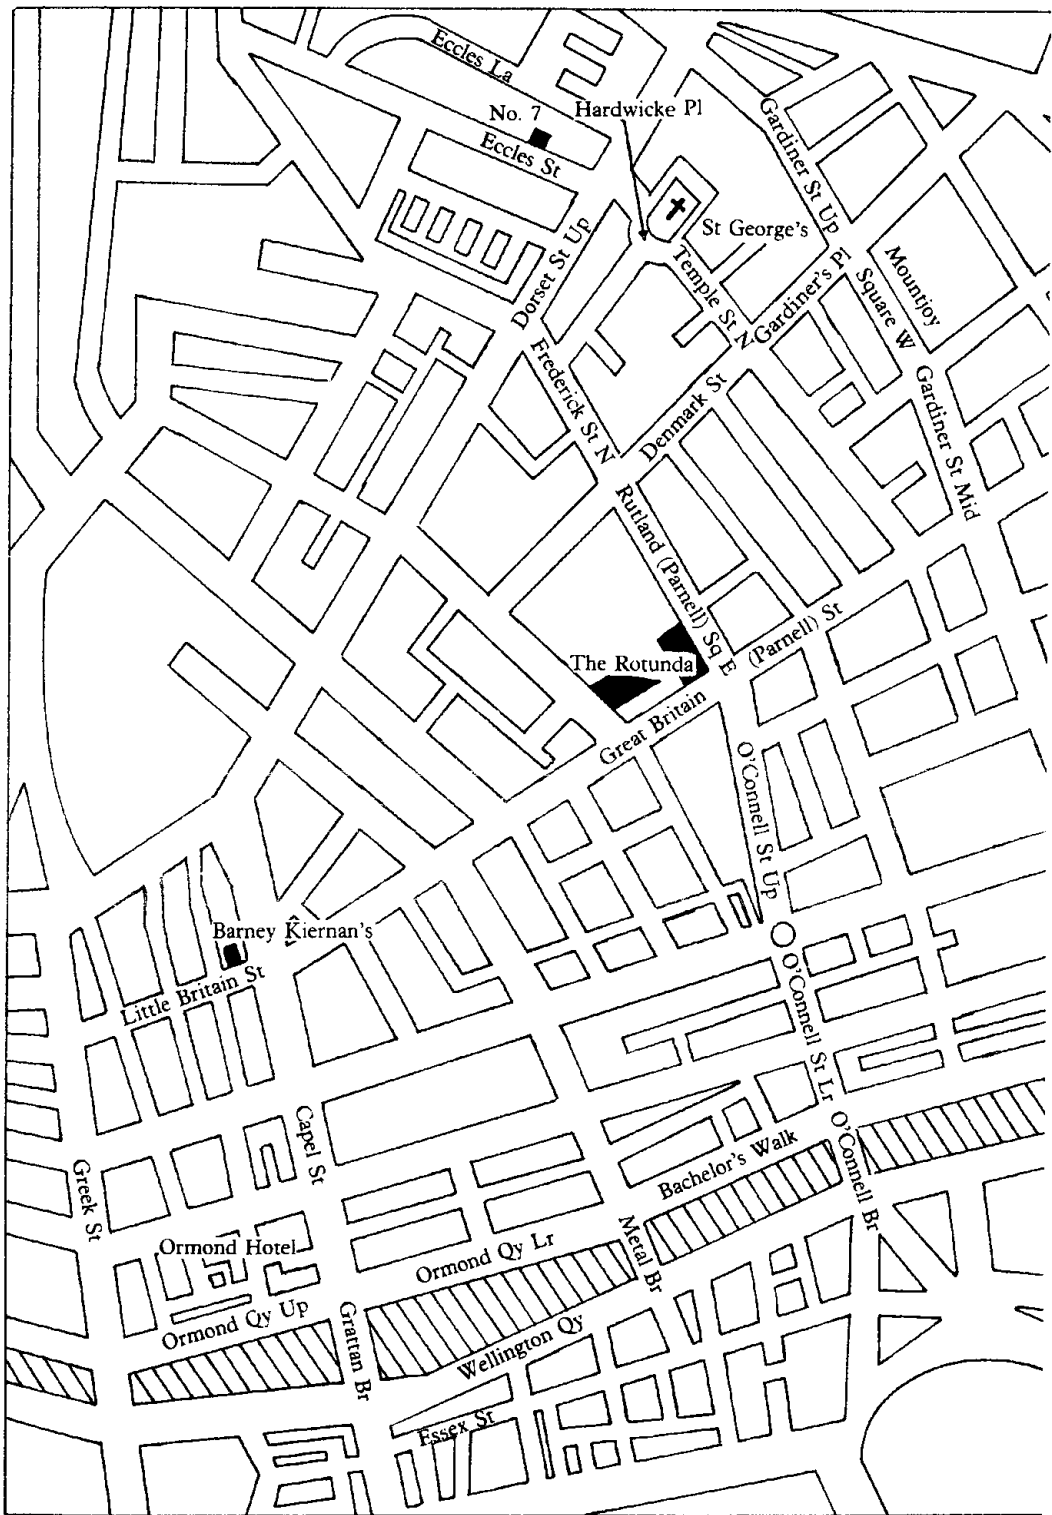 Eccles La
No. 7
Hardwicke Pl
Eccles St
Gardiner St Up
St George's
Dorset St Up
Temple St N
Gardiner's Pl
Mountjoy
Square W
Frederick St N
Denmark St
Gardiner St Mid
Rutland (Parnell) Sq E
The Rotunda
Great Britain
(Parnell) St
O'Connell St Up
Barney Kiernan's
Little Britain St
O'Connell St Lr
Capel St
Bachelor's Walk
O'Connell Br
Greek St
Ormond Hotel
Ormond Qy Lr
Metal Br
Ormond Qy Up
Grattan Br
Wellington Qy
Essex St